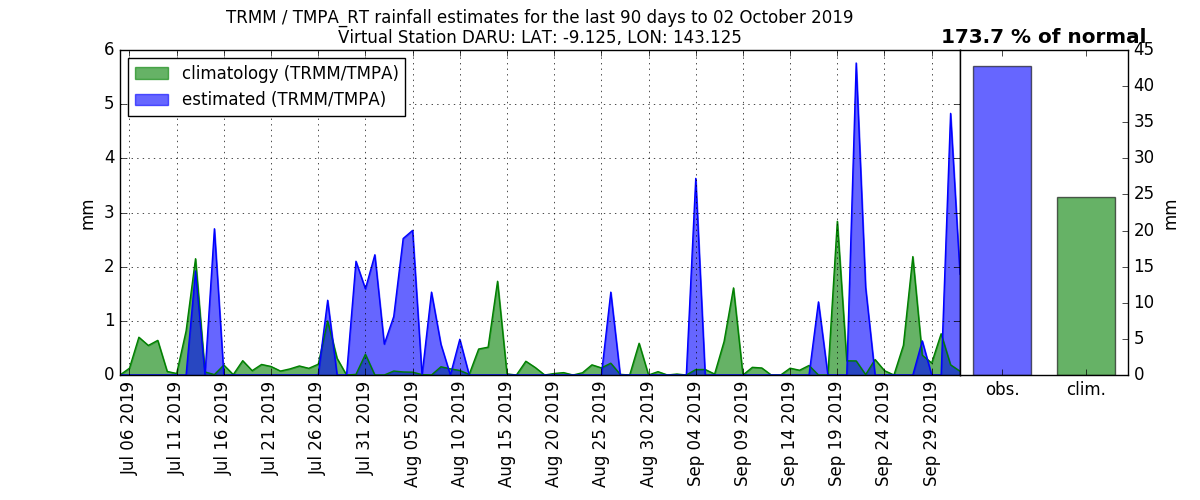 TRMM / TMPA_RT rainfall estimates for the last 90 days to 02 October 2019
Virtual Station DARU: LAT: -9.125, LON: 143.125
173.7 % of normal
climatology (TRMM/TMPA)
estimated (TRMM/TMPA)
6
5
4
3
2
1
0
mm
Jul 06 2019
Jul 11 2019
Jul 16 2019
Jul 21 2019
Jul 26 2019
Jul 31 2019
Aug 05 2019
Aug 10 2019
Aug 15 2019
Aug 20 2019
Aug 25 2019
Aug 30 2019
Sep 04 2019
Sep 09 2019
Sep 14 2019
Sep 19 2019
Sep 24 2019
Sep 29 2019
obs.
clim.
45
40
35
30
25
20
15
10
5
0
mm